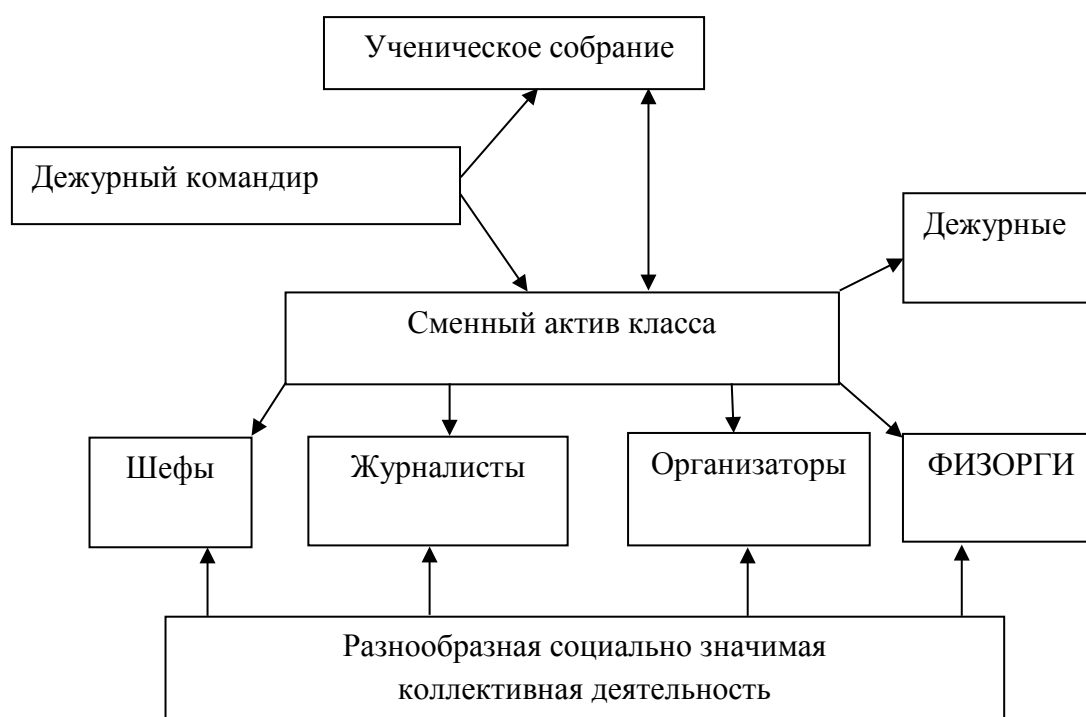 Ученическое собрание
Дежурный командир
Дежурные
Сменный актив класса
Шефы
Журналисты
Организаторы
ФИЗОРГИ
Разнообразная социально значимая
коллективная деятельность